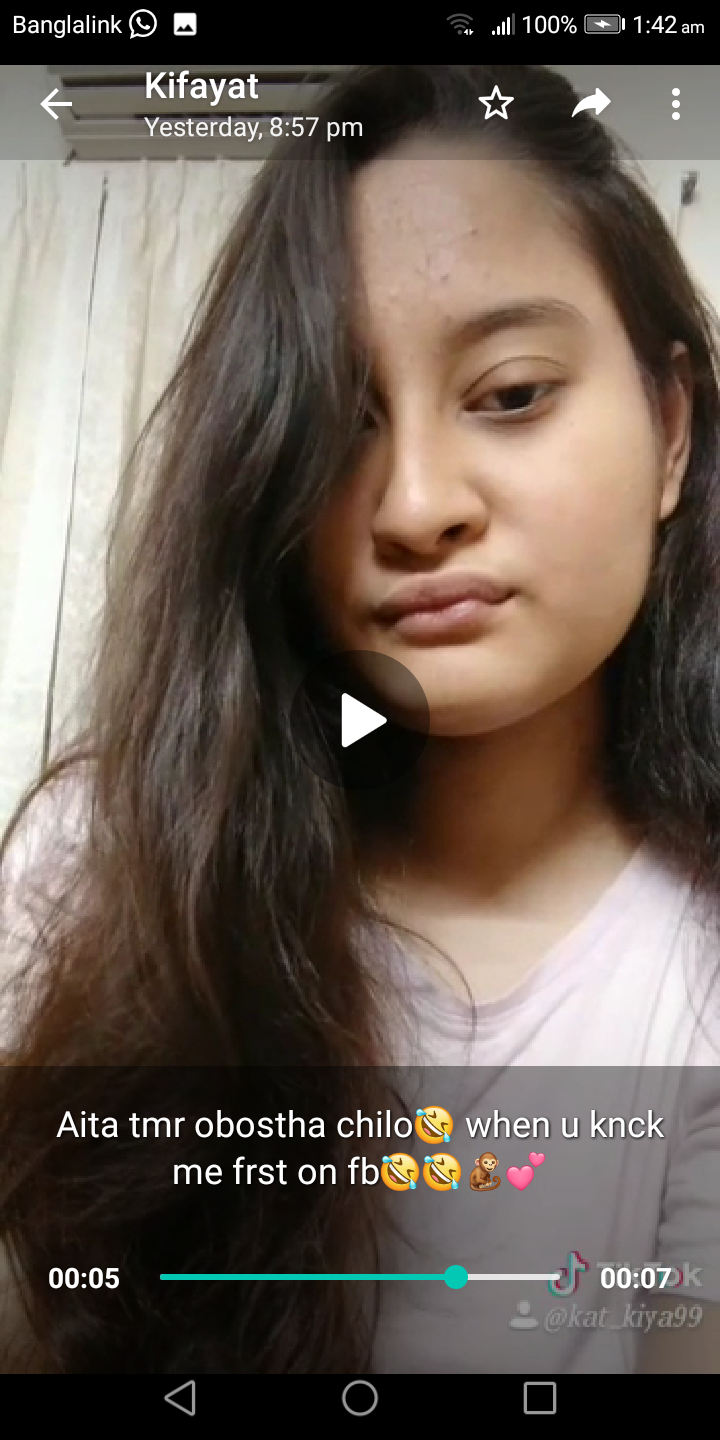 Banglalink 100% 1:42 am
Kifayat
Yesterday, 8:57 pm
Aita tmr obostha chilo🤣 when u knck
me frst on fb🤣🤣🐒💕
00:05 00:07
TikTok
@kat_kiya99